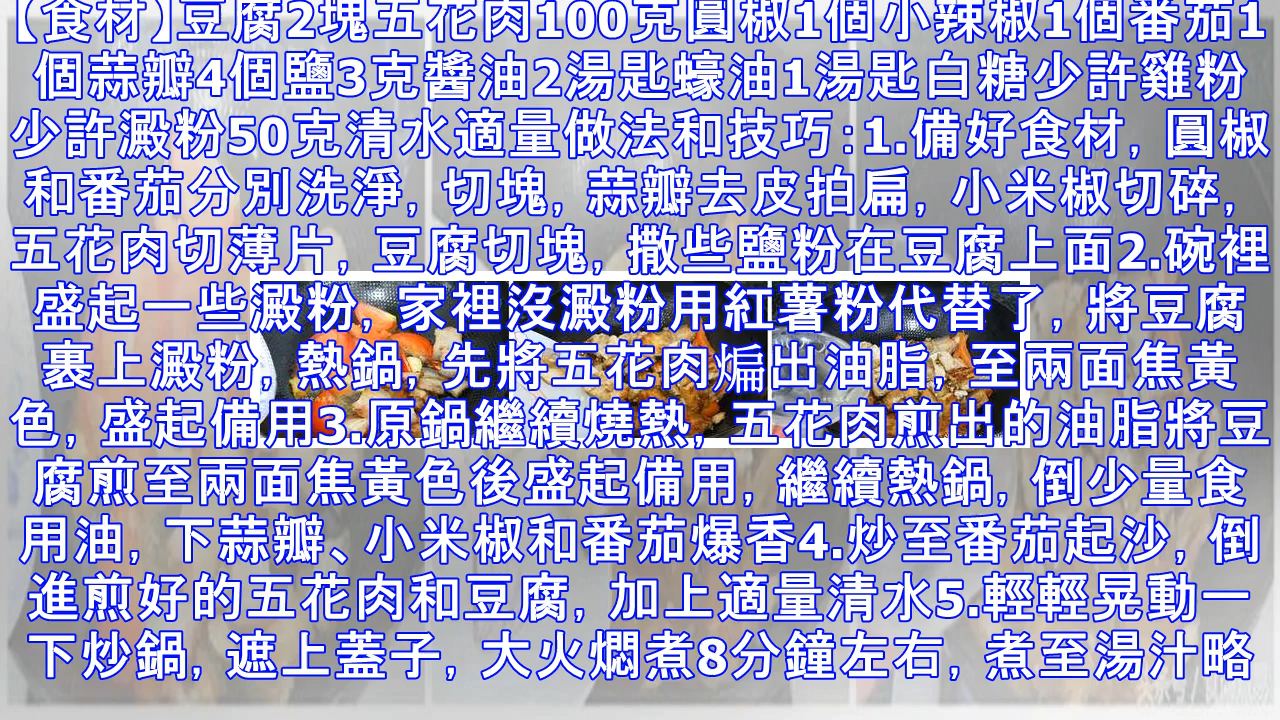 【食材】豆腐2塊五花肉100克圓椒1個小辣椒1個番茄1
個蒜瓣4個鹽3克醬油2湯匙蠔油1湯匙白糖少許雞粉
少許澱粉50克清水適量做法和技巧:1.備好食材, 圓椒
和番茄分別洗淨, 切塊, 蒜瓣去皮拍扁, 小米椒切碎,
五花肉切薄片, 豆腐切塊, 撒些鹽粉在豆腐上面2.碗裡
盛起一些澱粉, 家裡沒澱粉用紅薯粉代替了, 將豆腐
裹上澱粉, 熱鍋, 先將五花肉煸出油脂, 至兩面焦黃
色, 盛起備用3.原鍋繼續燒熱, 五花肉煎出的油脂將豆
腐煎至兩面焦黃色後盛起備用, 繼續熱鍋, 倒少量食
用油, 下蒜瓣、小米椒和番茄爆香4.炒至番茄起沙, 倒
進煎好的五花肉和豆腐, 加上適量清水5.輕輕晃動一
下炒鍋, 遮上蓋子, 大火燜煮8分鐘左右, 煮至湯汁略